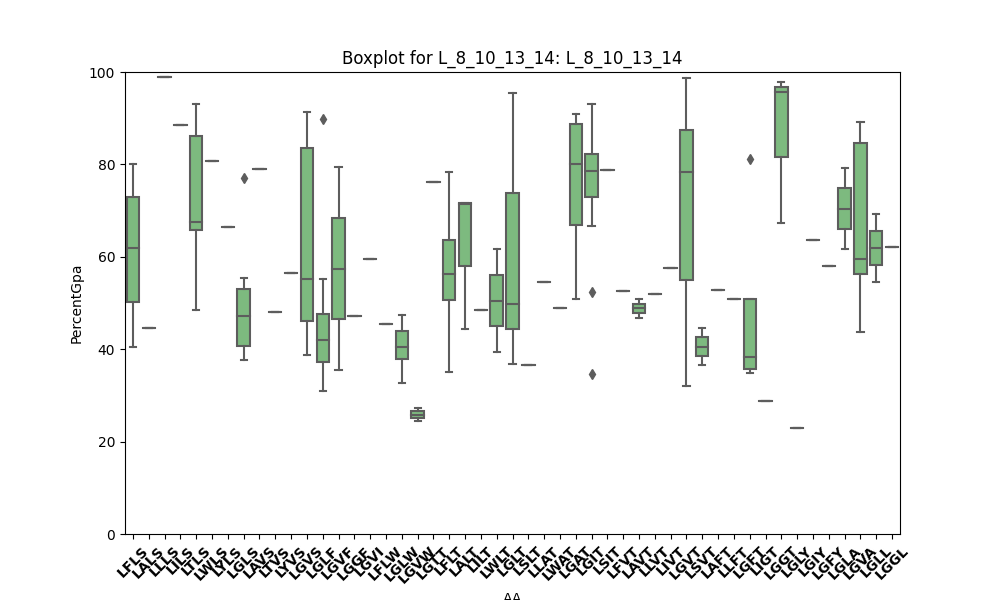 Boxplot for L_8_10_13_14: L_8_10_13_14
PercentGpa
100
80
60
40
20
0
LFLS LALS LLLS LILS LTLS LWLS LYLS LGLS LAVS LTVS LYVS LGVS LGLF LGVF LGGF LGVI LFLW LGLW LGVW LGTT LFLT LALT LILT LWLT LGLT LSLT LLAT LWAT LGAT LGIT LSIT LFVT LAVT LLVT LIVT LGVT LSVT LAFT LLFT LGFT LIGT LGGT LGLY LGIY LGFY LGLA LGVA LGLL LGGL
AA